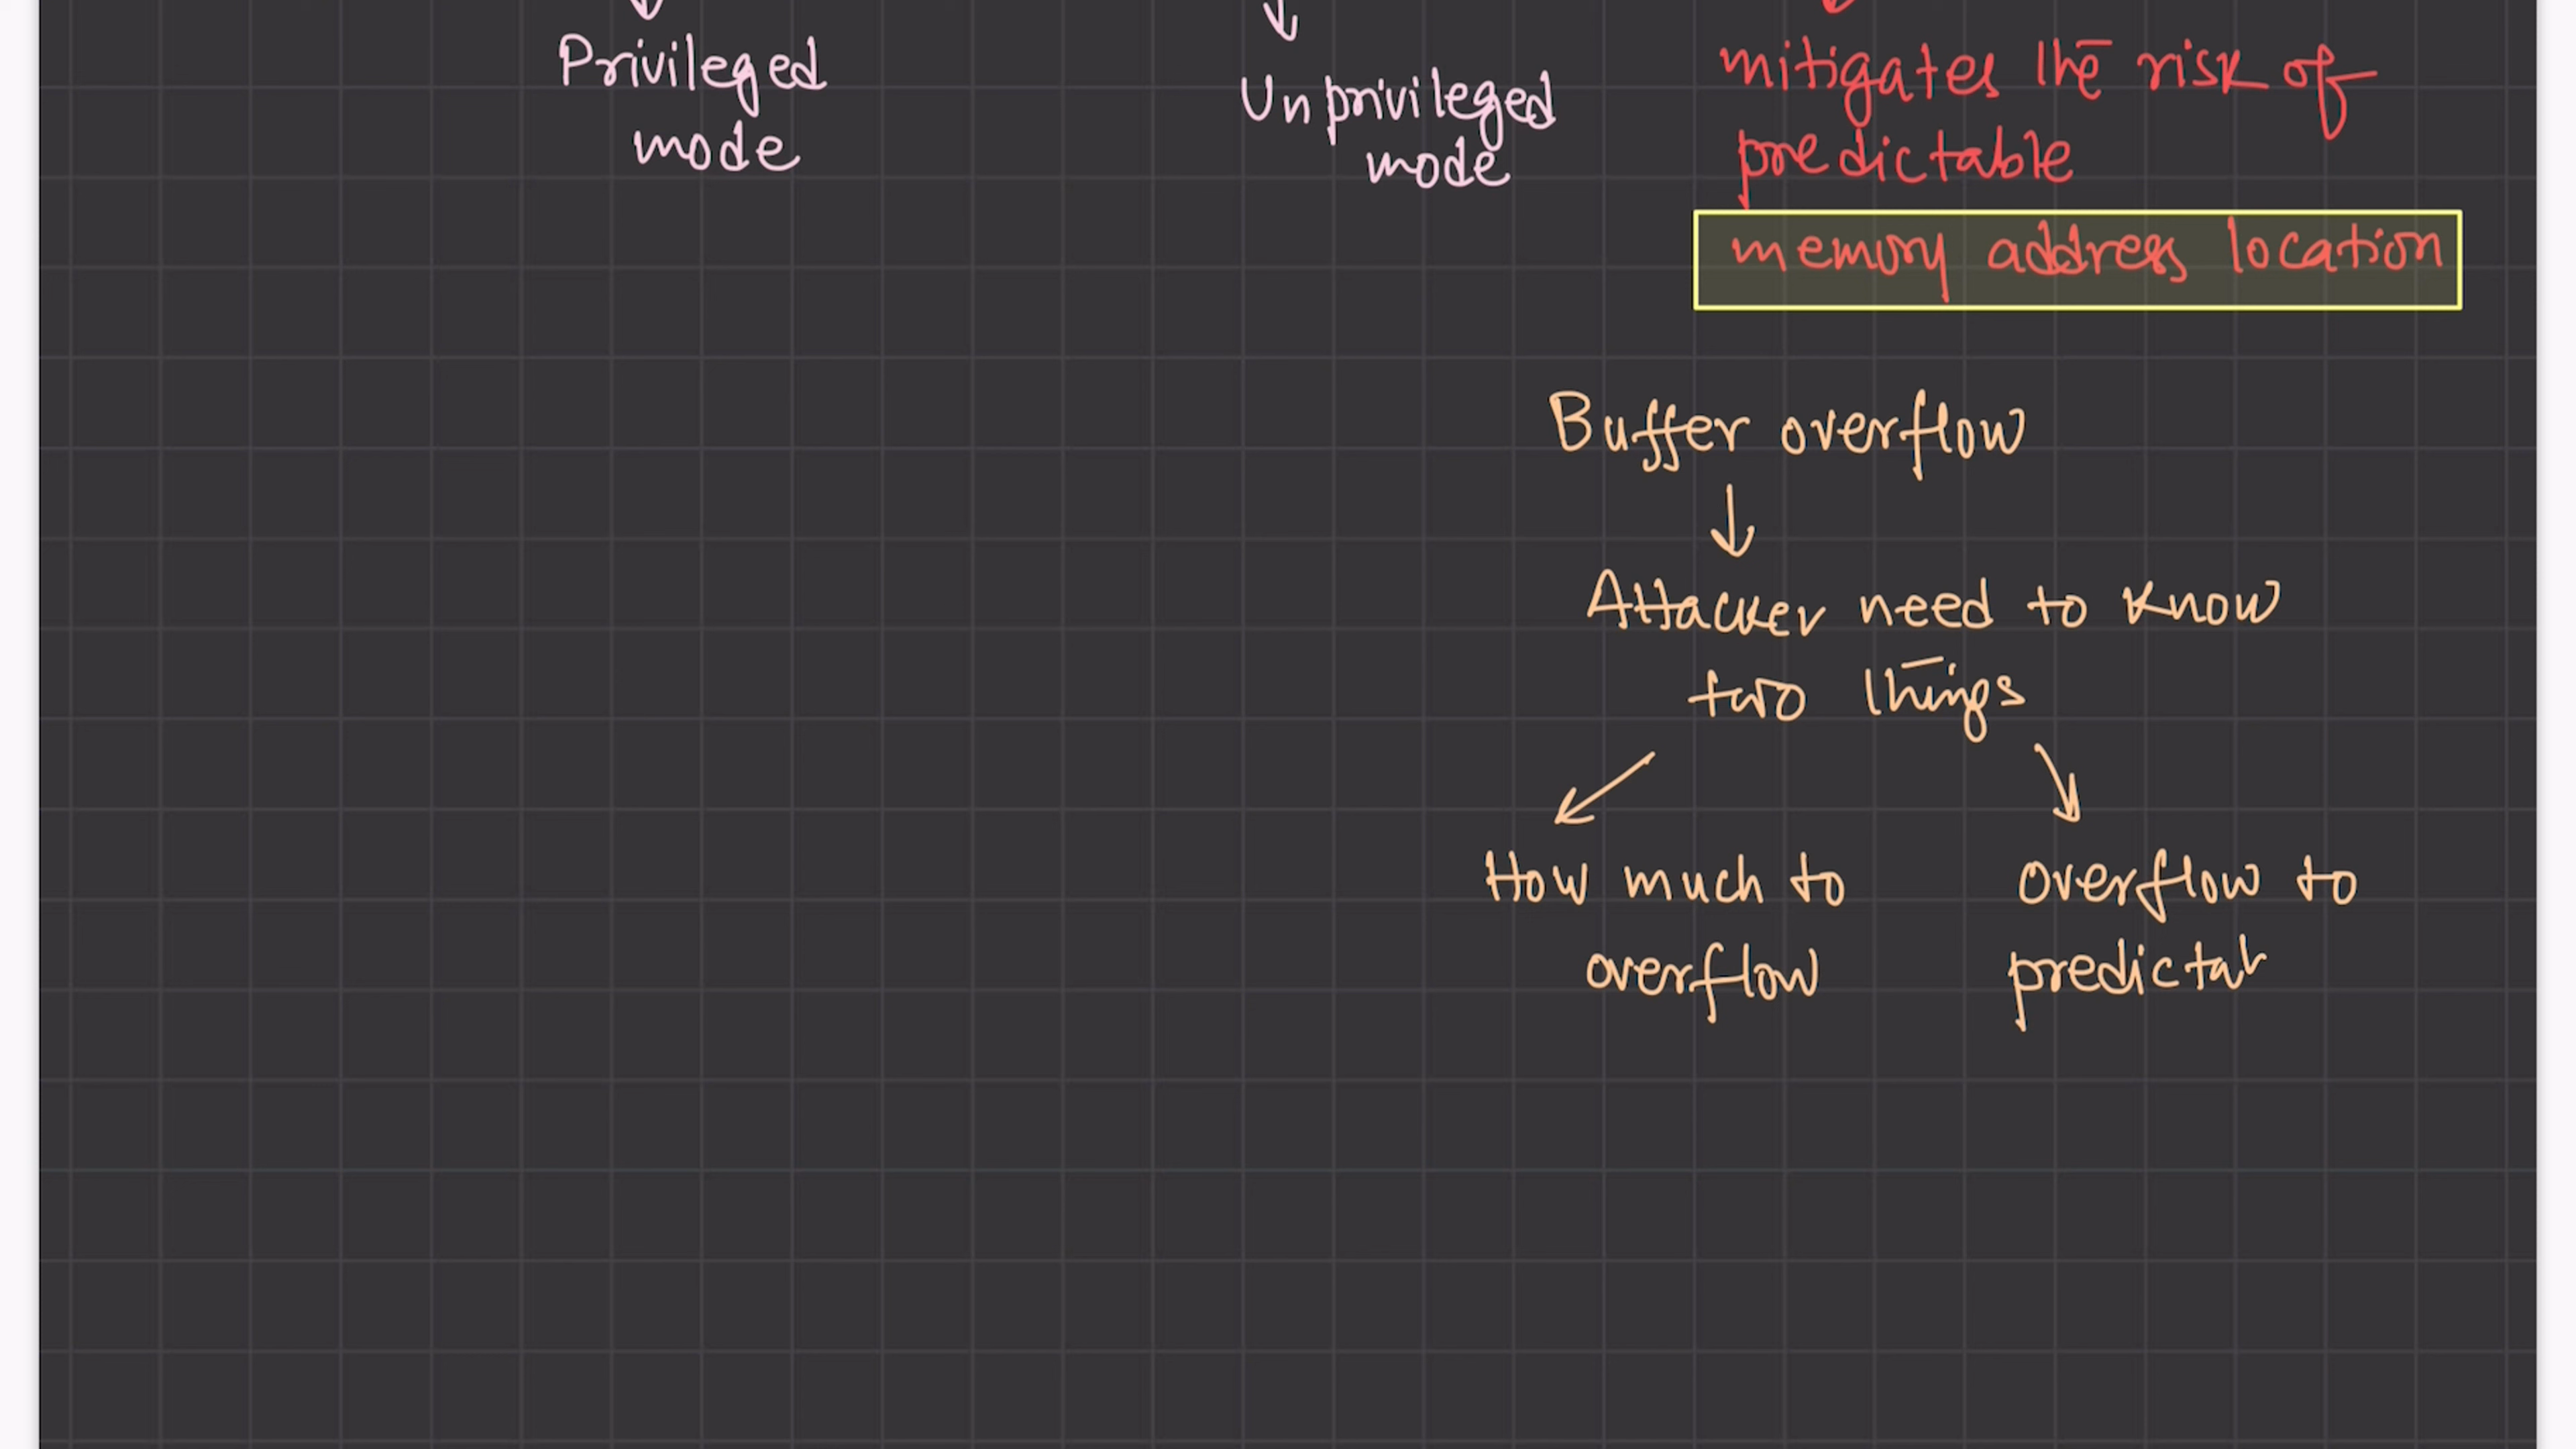 Privileged
mode
Unprivileged
mode
mitigates the risk of
predictable
memory address location
Buffer overflow
Attacker need to know
two things
How much to
overflow
overflow to
predictab